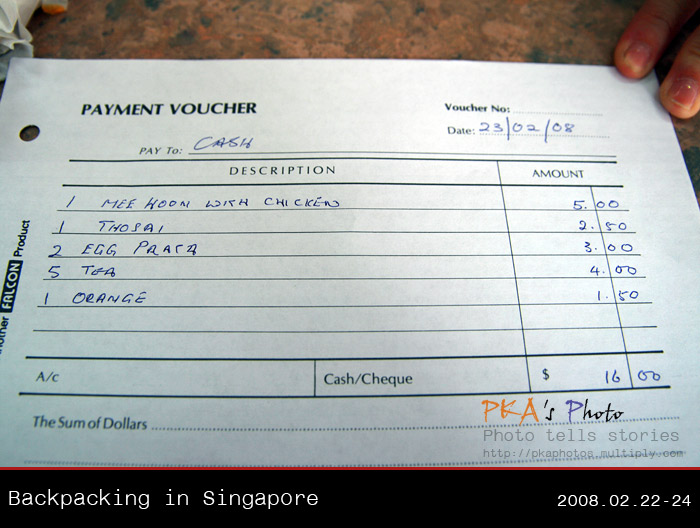 PAYMENT VOUCHER
Voucher No:
Date: 23/02/08
PAY TO: CASH
DESCRIPTION AMOUNT
1 MEE HOON WITH CHICKEN 5.00
1 THOSAI 2.50
2 EGG PRATA 3.00
5 TEA 4.00
1 ORANGE 1.50
A/c Cash/Cheque $ 16 00
The Sum of Dollars
another FALCON Product
PKA's Photo
Photo tells stories
http://pkaphotoa.multiply.com
Backpacking in Singapore 2008.02.22-24